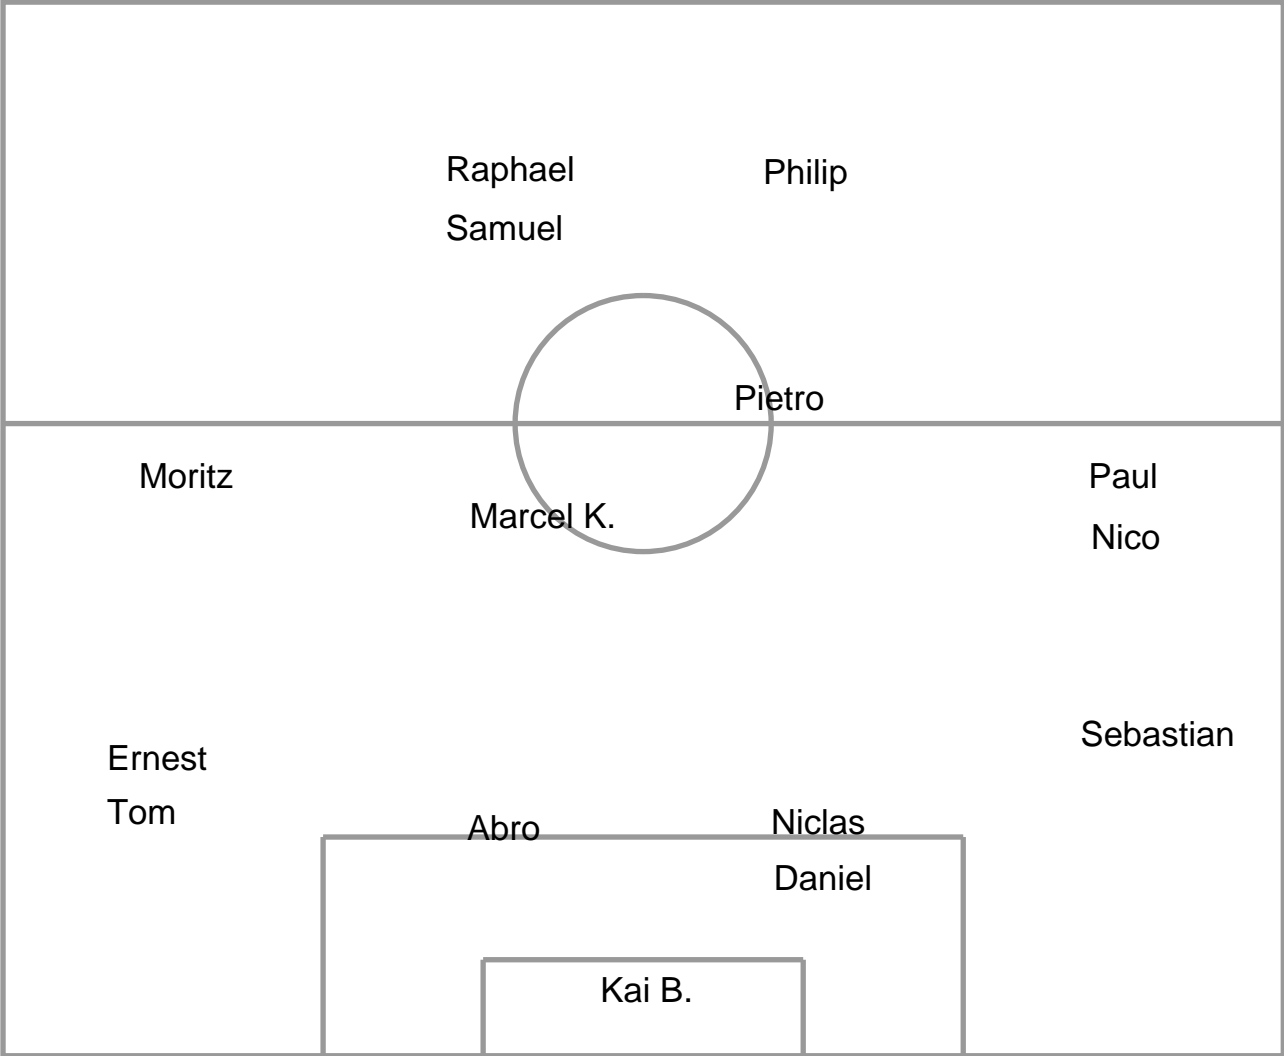 Raphael
Philip
Samuel
Pietro
Moritz
Paul
Marcel K.
Nico
Sebastian
Ernest
Tom
Abro
Niclas
Daniel
Kai B.